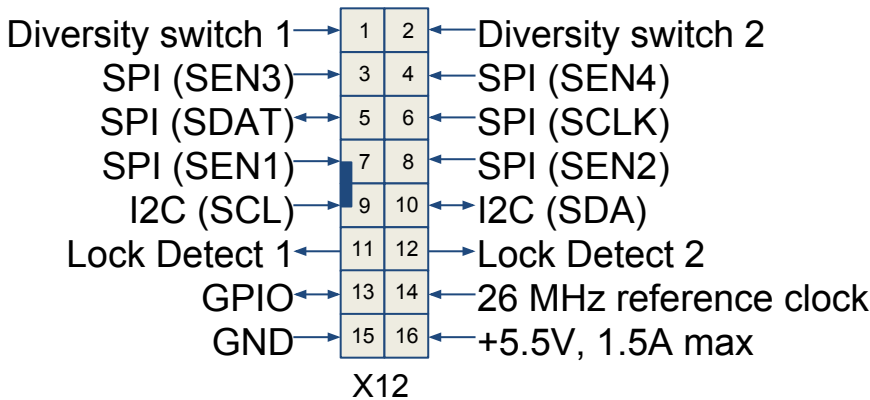 Diversity switch 1 1 2 Diversity switch 2
SPI (SEN3) 3 4 SPI (SEN4)
SPI (SDAT) 5 6 SPI (SCLK)
SPI (SEN1) 7 8 SPI (SEN2)
I2C (SCL) 9 10 I2C (SDA)
Lock Detect 1 11 12 Lock Detect 2
GPIO 13 14 26 MHz reference clock
GND 15 16 +5.5V, 1.5A max
X12